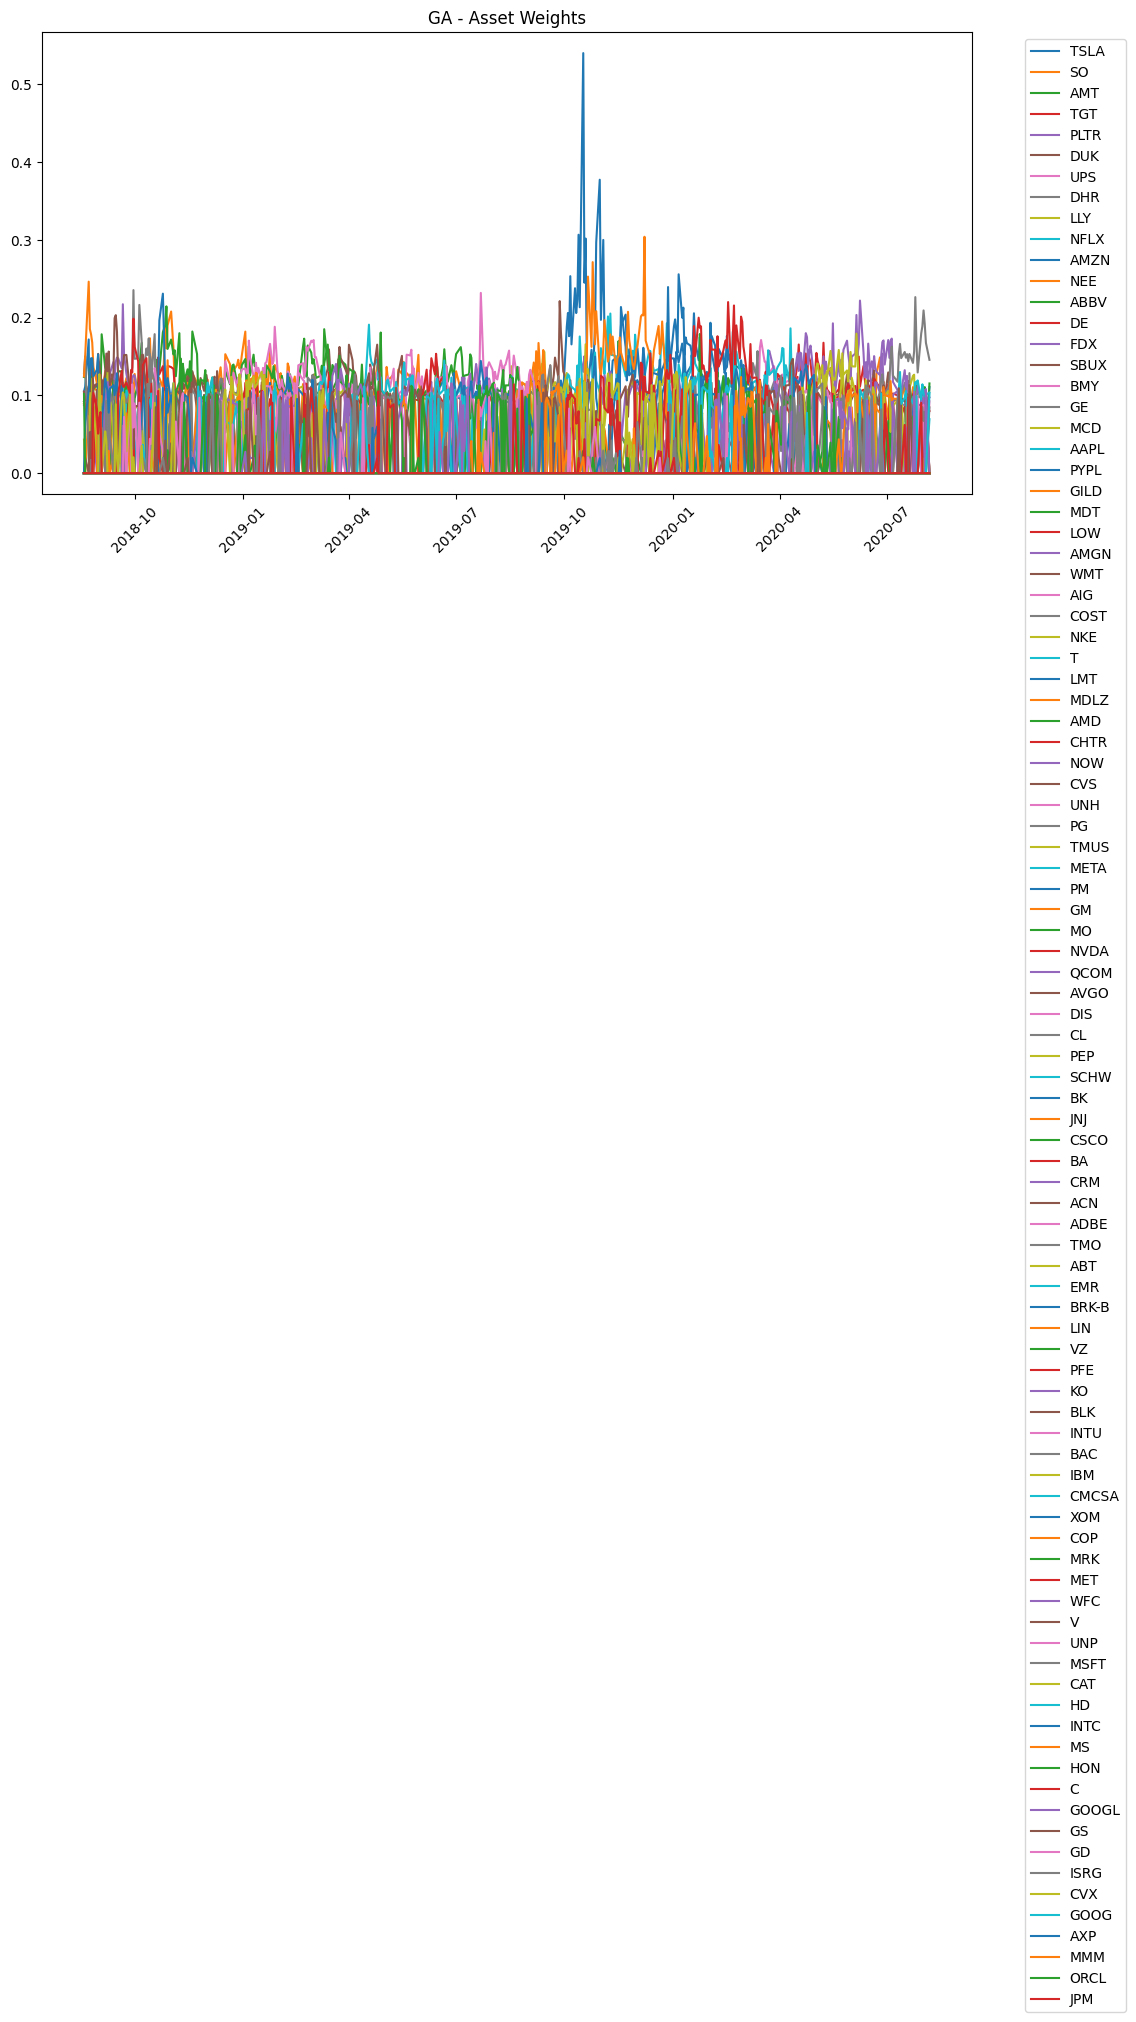 GA - Asset Weights
0.5
0.4
0.3
0.2
0.1
0.0
2018-10
2019-01
2019-04
2019-07
2019-10
2020-01
2020-04
2020-07
TSLA
SO
AMT
TGT
PLTR
DUK
UPS
DHR
LLY
NFLX
AMZN
NEE
ABBV
DE
FDX
SBUX
BMY
GE
MCD
AAPL
PYPL
GILD
MDT
LOW
AMGN
WMT
AIG
COST
NKE
T
LMT
MDLZ
AMD
CHTR
NOW
CVS
UNH
PG
TMUS
META
PM
GM
MO
NVDA
QCOM
AVGO
DIS
CL
PEP
SCHW
BK
JNJ
CSCO
BA
CRM
ACN
ADBE
TMO
ABT
EMR
BRK-B
LIN
VZ
PFE
KO
BLK
INTU
BAC
IBM
CMCSA
XOM
COP
MRK
MET
WFC
V
UNP
MSFT
CAT
HD
INTC
MS
HON
C
GOOGL
GS
GD
ISRG
CVX
GOOG
AXP
MMM
ORCL
JPM